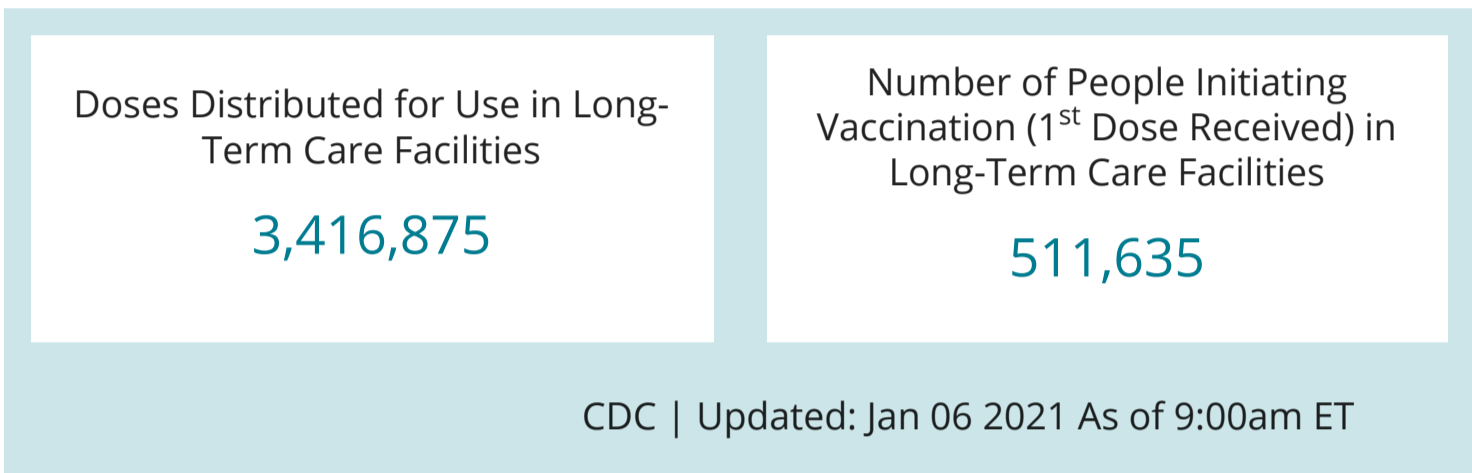 Doses Distributed for Use in Long-
Term Care Facilities
3,416,875
Number of People Initiating
Vaccination (1st Dose Received) in
Long-Term Care Facilities
511,635
CDC | Updated: Jan 06 2021 As of 9:00am ET